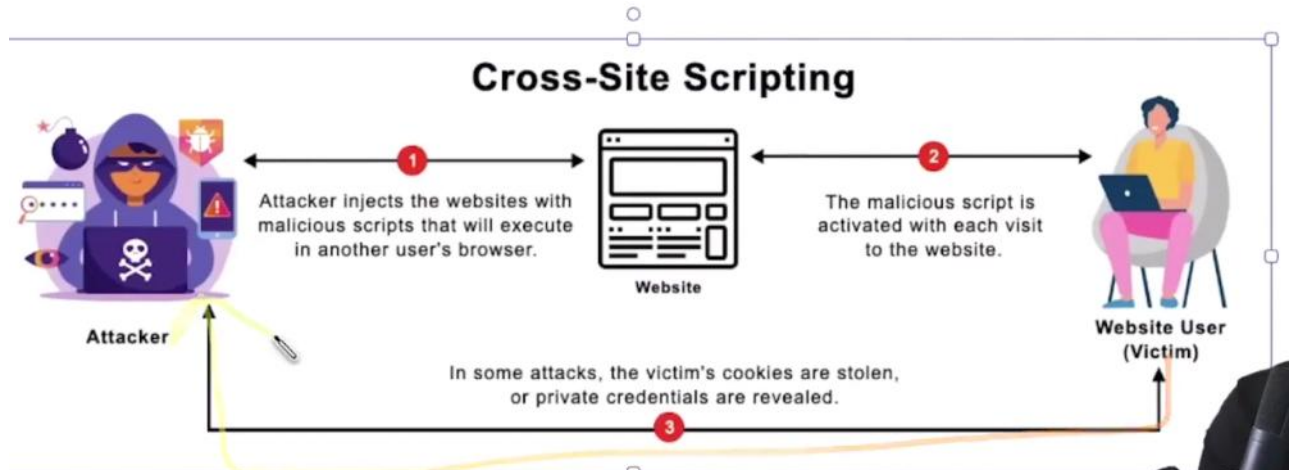 Cross-Site Scripting
1
Attacker injects the websites with
malicious scripts that will execute
in another user's browser.
Website
2
The malicious script is
activated with each visit
to the website.
Attacker
Website User
(Victim)
In some attacks, the victim's cookies are stolen,
or private credentials are revealed.
3